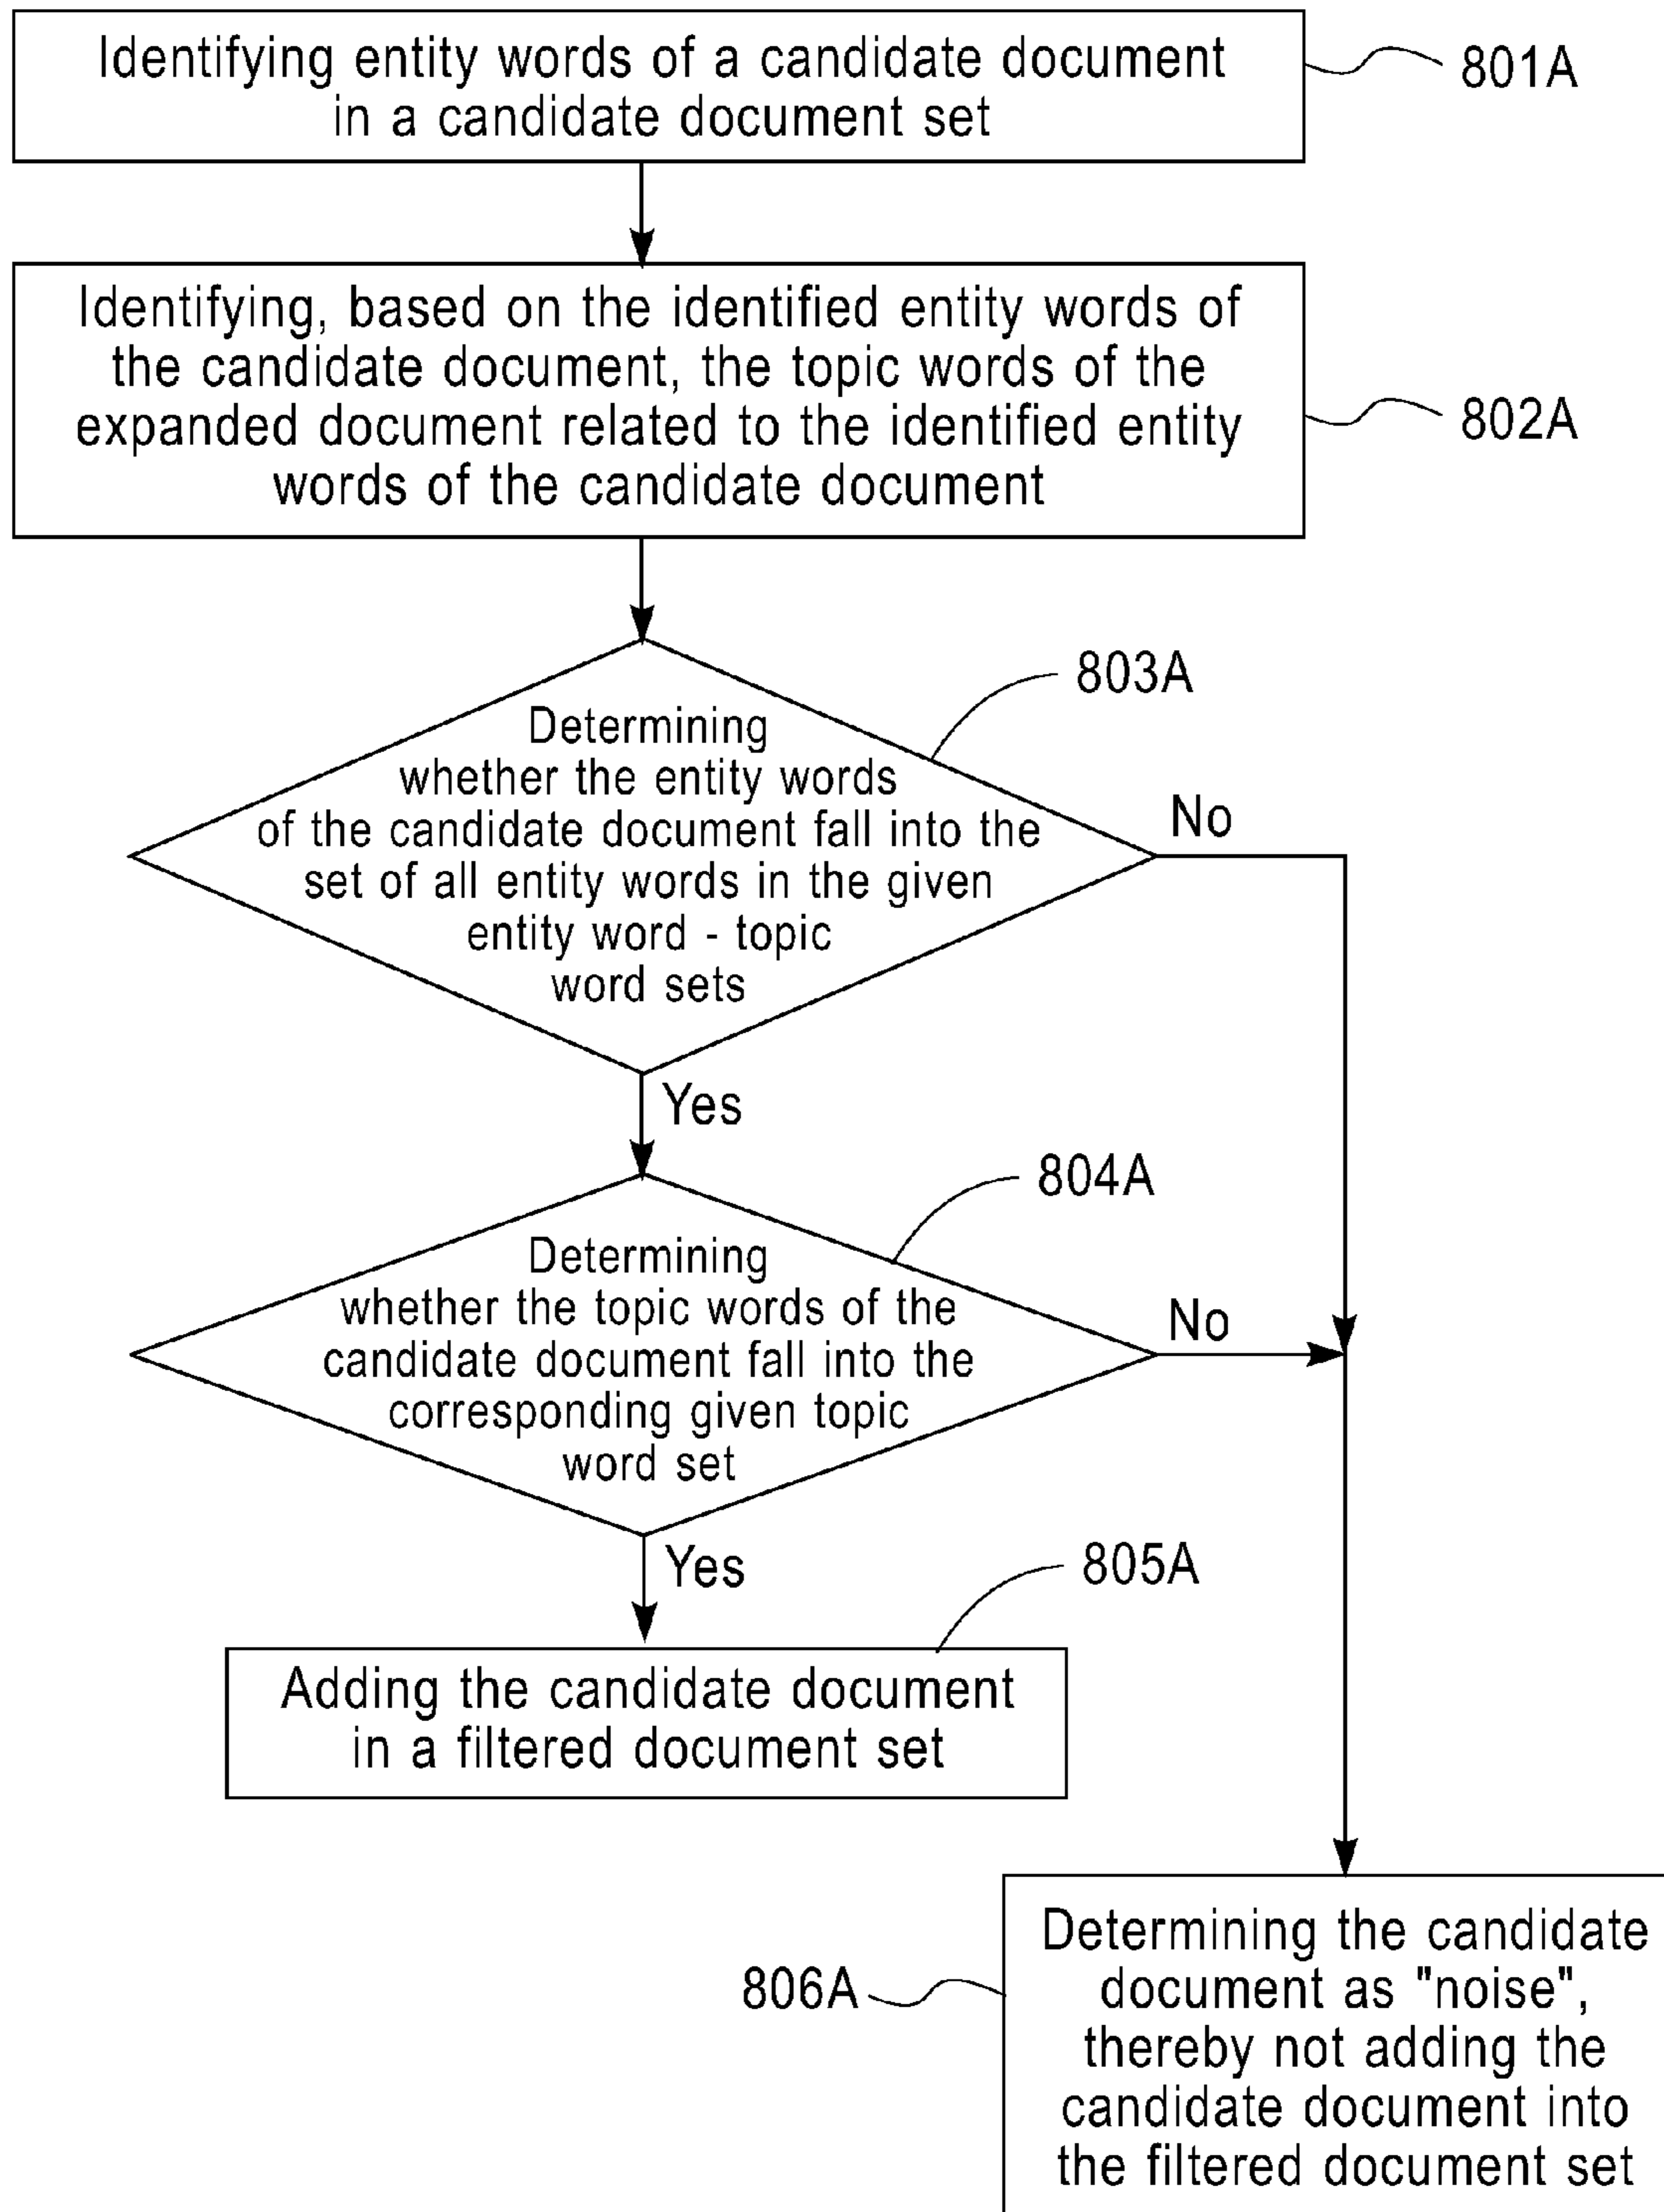 Identifying entity words of a candidate document
in a candidate document set
801A
Identifying, based on the identified entity words of
the candidate document, the topic words of the
expanded document related to the identified entity
words of the candidate document
802A
803A
Determining
whether the entity words
of the candidate document fall into the
set of all entity words in the given
entity word - topic
word sets
No
Yes
804A
Determining
whether the topic words of the
candidate document fall into the
corresponding given topic
word set
No
Yes
805A
Adding the candidate document
in a filtered document set
806A
Determining the candidate
document as "noise",
thereby not adding the
candidate document into
the filtered document set